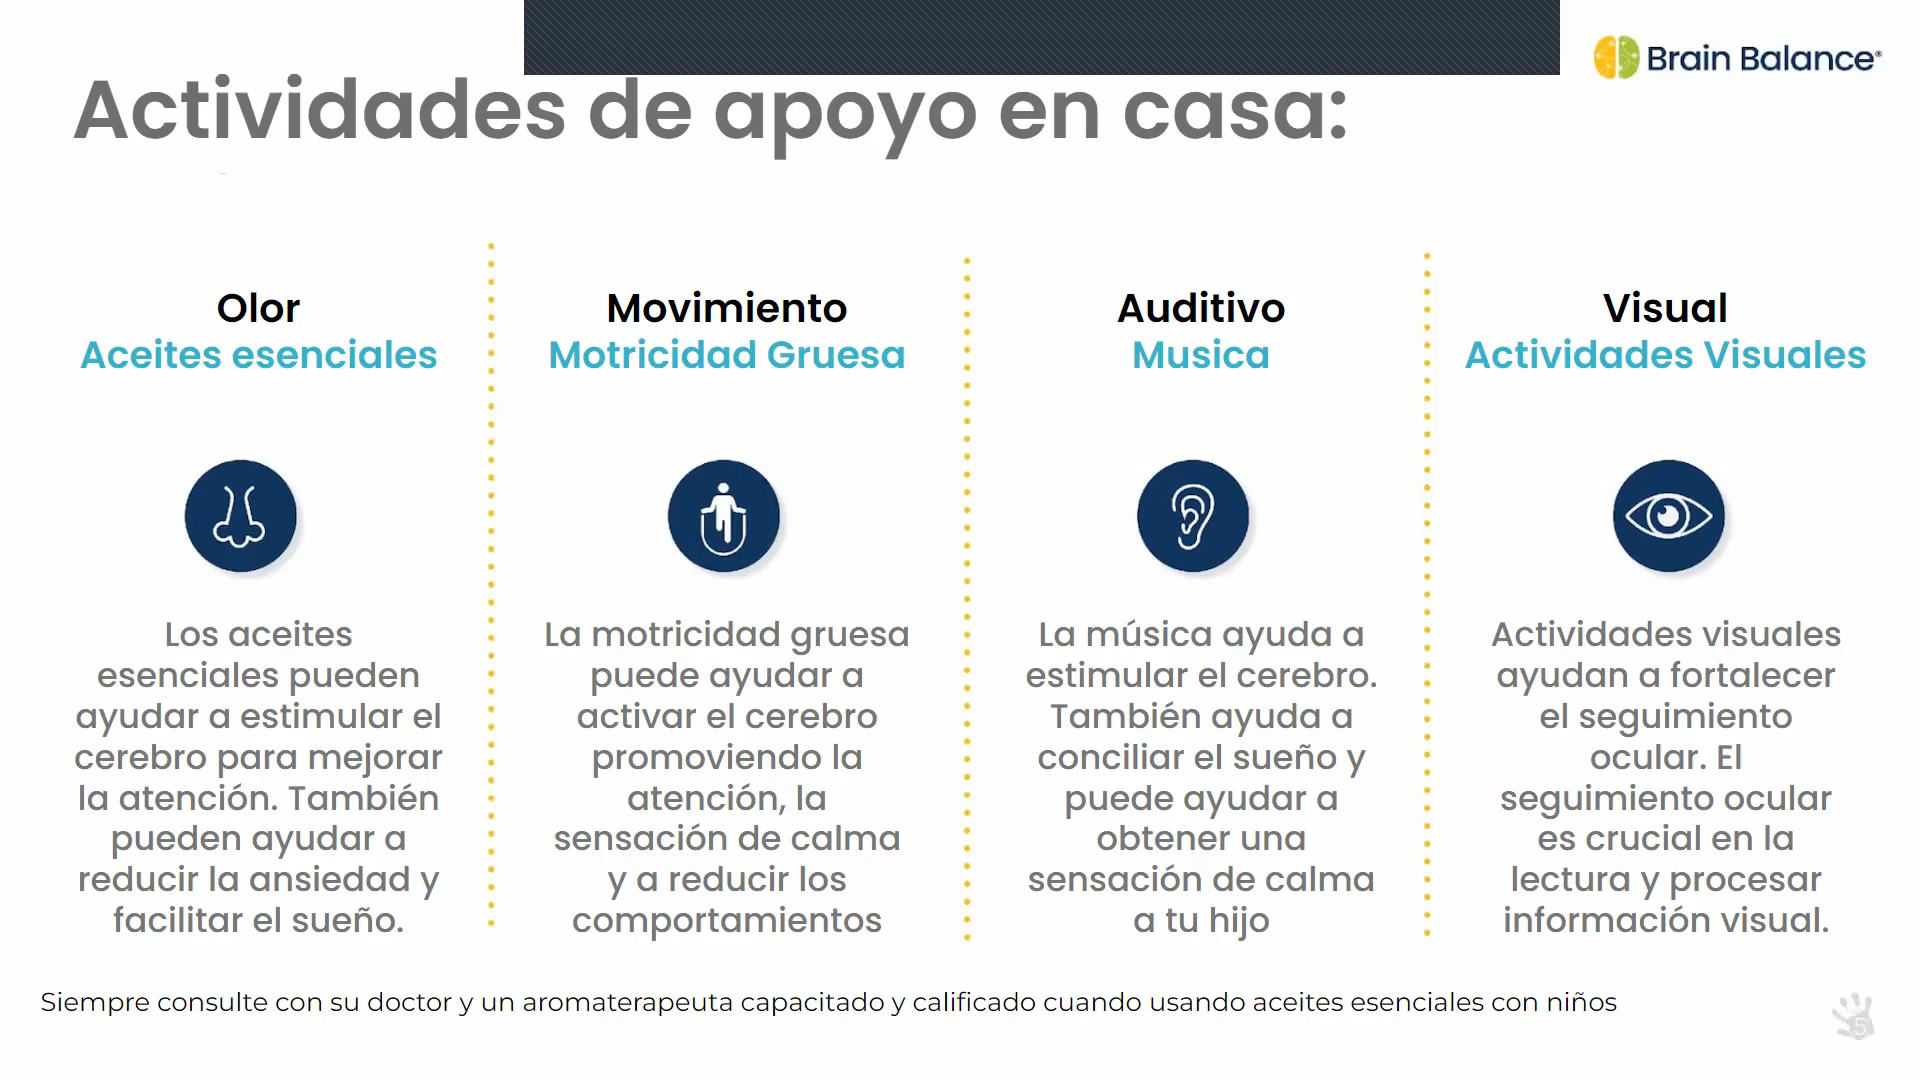 Brain Balance®
Actividades de apoyo en casa:
Olor
Aceites esenciales
Los aceites
esenciales pueden
ayudar a estimular el
cerebro para mejorar
la atención. También
pueden ayudar a
reducir la ansiedad y
facilitar el sueño.
Movimiento
Motricidad Gruesa
La motricidad gruesa
puede ayudar a
activar el cerebro
promoviendo la
atención, la
sensación de calma
y a reducir los
comportamientos
Auditivo
Musica
La música ayuda a
estimular el cerebro.
También ayuda a
conciliar el sueño y
puede ayudar a
obtener una
sensación de calma
a tu hijo
Visual
Actividades Visuales
Actividades visuales
ayudan a fortalecer
el seguimiento
ocular. El
seguimiento ocular
es crucial en la
lectura y procesar
información visual.
Siempre consulte con su doctor y un aromaterapeuta capacitado y calificado cuando usando aceites esenciales con niños
5